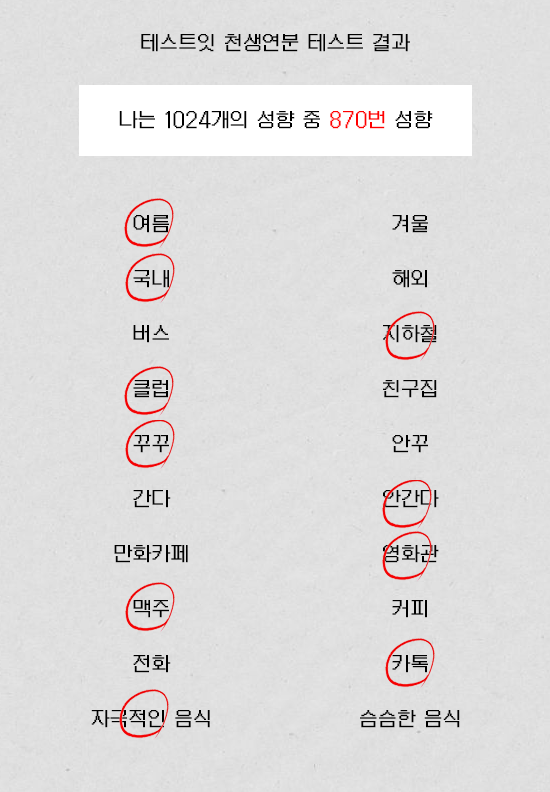 테스트잇 천생연분 테스트 결과
나는 1024개의 성향 중 870번 성향
여름 겨울
국내 해외
버스 지하철
클럽 친구집
꾸꾸 안꾸
간다 안간다
만화카페 영화관
맥주 커피
전화 카톡
자극적인 음식 슴슴한 음식